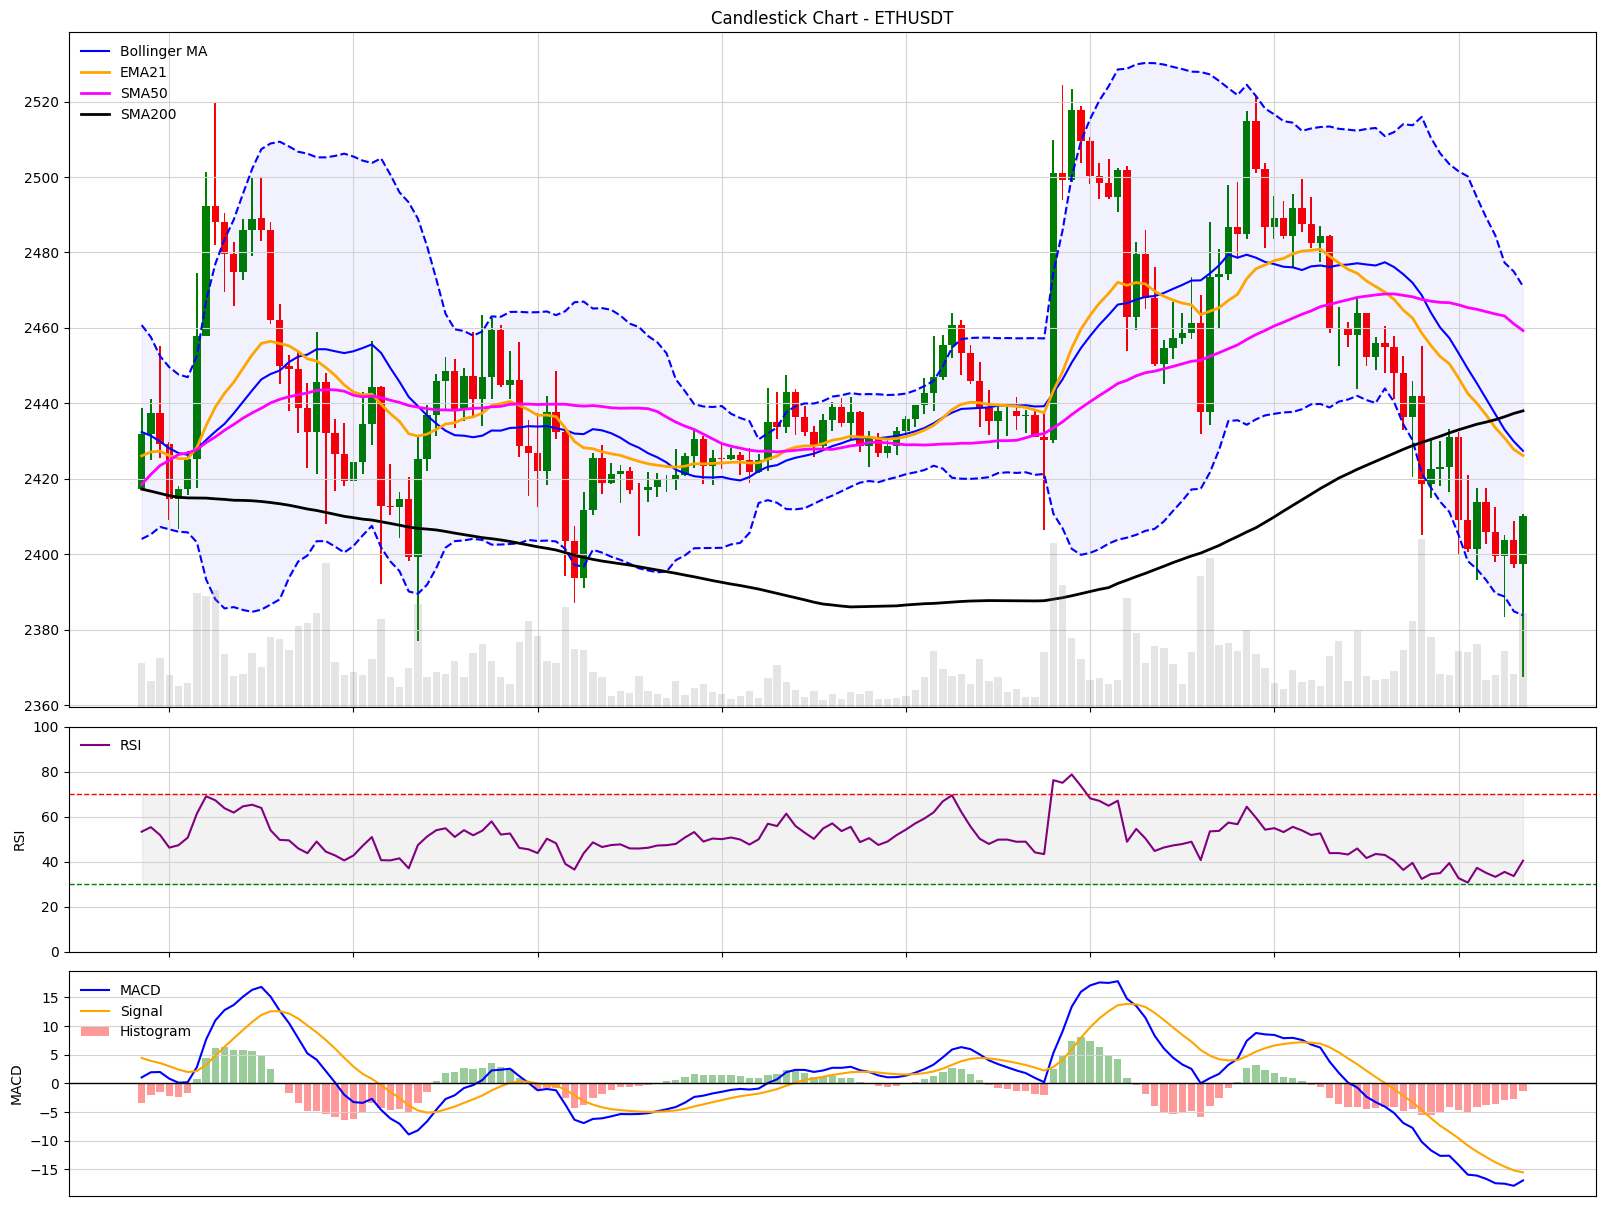 Candlestick Chart - ETHUSDT
Bollinger MA
EMA21
SMA50
SMA200
2520
2500
2480
2460
2440
2420
2400
2380
2360
RSI
100
80
60
40
20
0
RSI
MACD
Signal
Histogram
15
10
5
0
−5
−10
−15
MACD